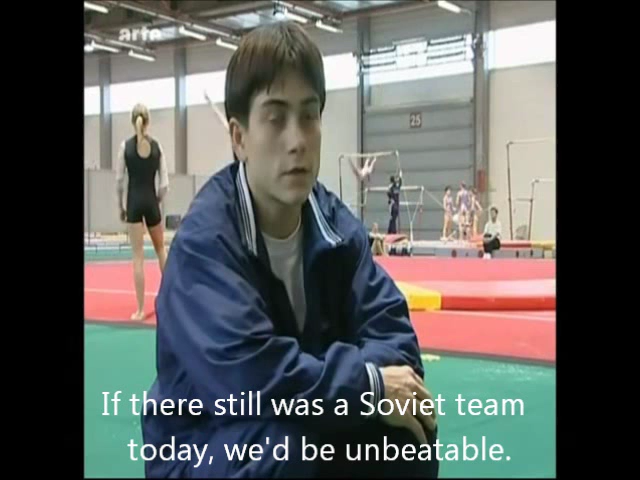 arte
25
If there still was a Soviet team
today, we'd be unbeatable.